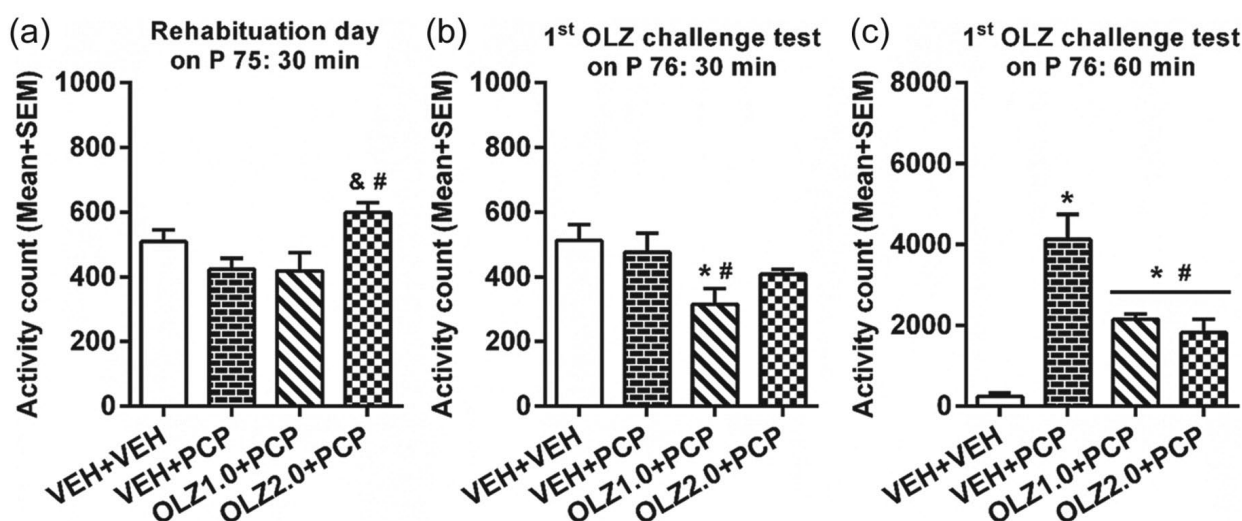 (a)
Rehabituation day
on P 75: 30 min
Activity count (Mean+SEM)
1000
800
600
400
200
0
& #
VEH+VEH
VEH+PCP
OLZ1.0+PCP
OLZ2.0+PCP
(b)
1st OLZ challenge test
on P 76: 30 min
Activity count (Mean+SEM)
1000
800
600
400
200
0
* #
VEH+VEH
VEH+PCP
OLZ1.0+PCP
OLZ2.0+PCP
(c)
1st OLZ challenge test
on P 76: 60 min
Activity count (Mean+SEM)
8000
6000
4000
2000
0
*
* #
VEH+VEH
VEH+PCP
OLZ1.0+PCP
OLZ2.0+PCP